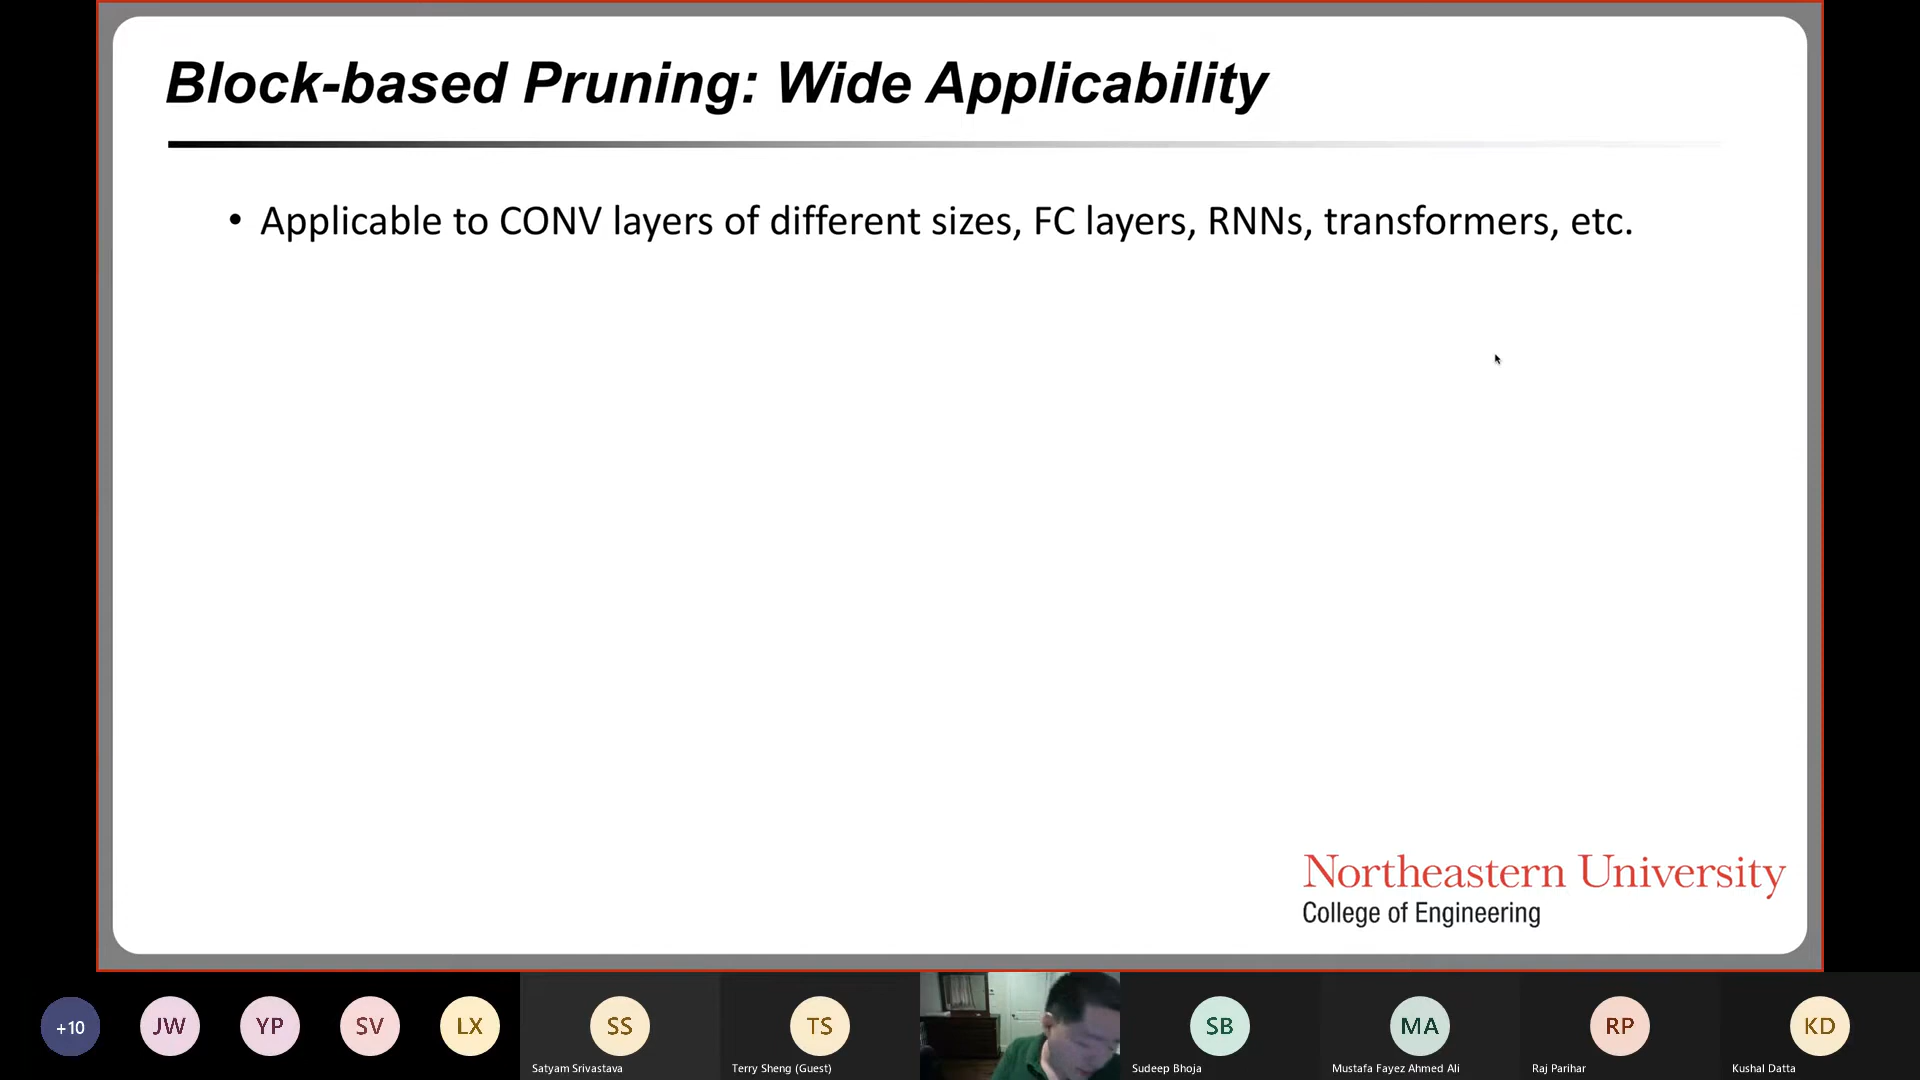 Block-based Pruning: Wide Applicability
• Applicable to CONV layers of different sizes, FC layers, RNNs, transformers, etc.
Northeastern University
College of Engineering
+10
JW
YP
SV
LX
SS
TS
SB
MA
RP
KD
Satyam Srivastava
Terry Sheng (Guest)
Sudeep Bhoja
Mustafa Fayez Ahmed Ali
Raj Parihar
Kushal Datta